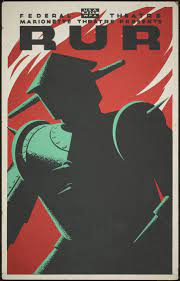 FEDERAL THEATRE
MARIONETTE THEATRE PRESENTS
RUR